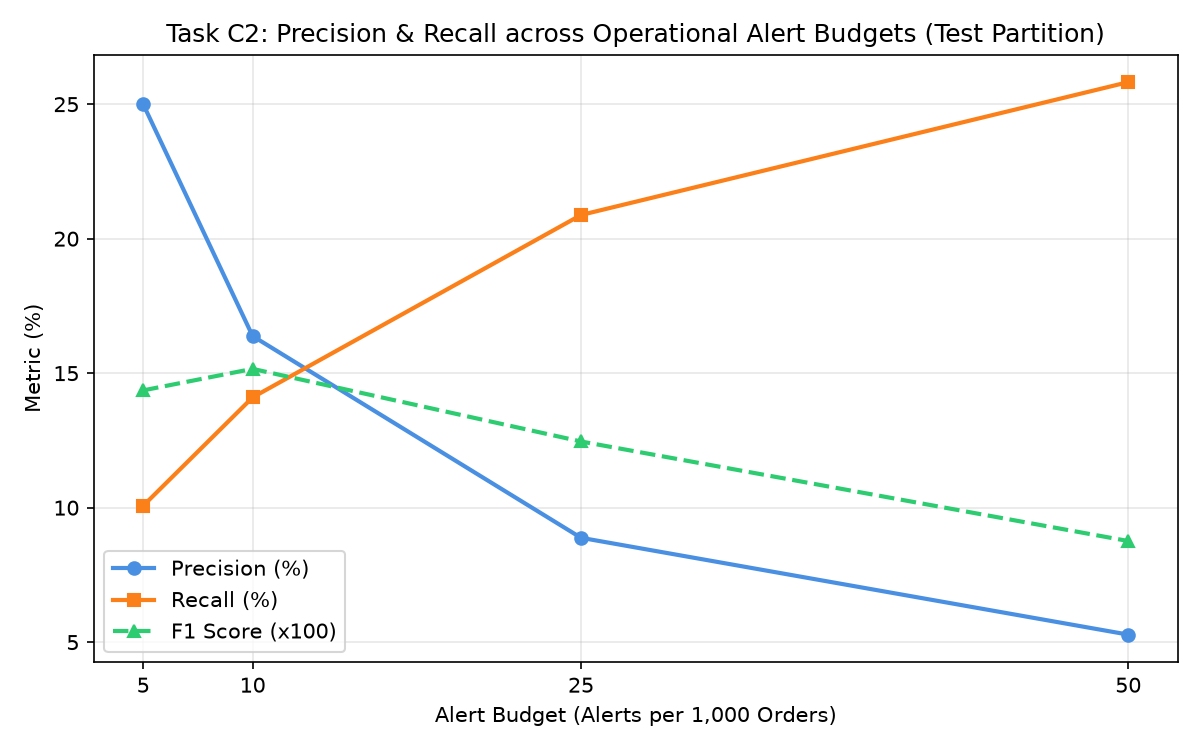 Task C2: Precision & Recall across Operational Alert Budgets (Test Partition)
Metric (%)
25
20
15
10
5
Precision (%)
Recall (%)
F1 Score (x100)
5 10 25 50
Alert Budget (Alerts per 1,000 Orders)